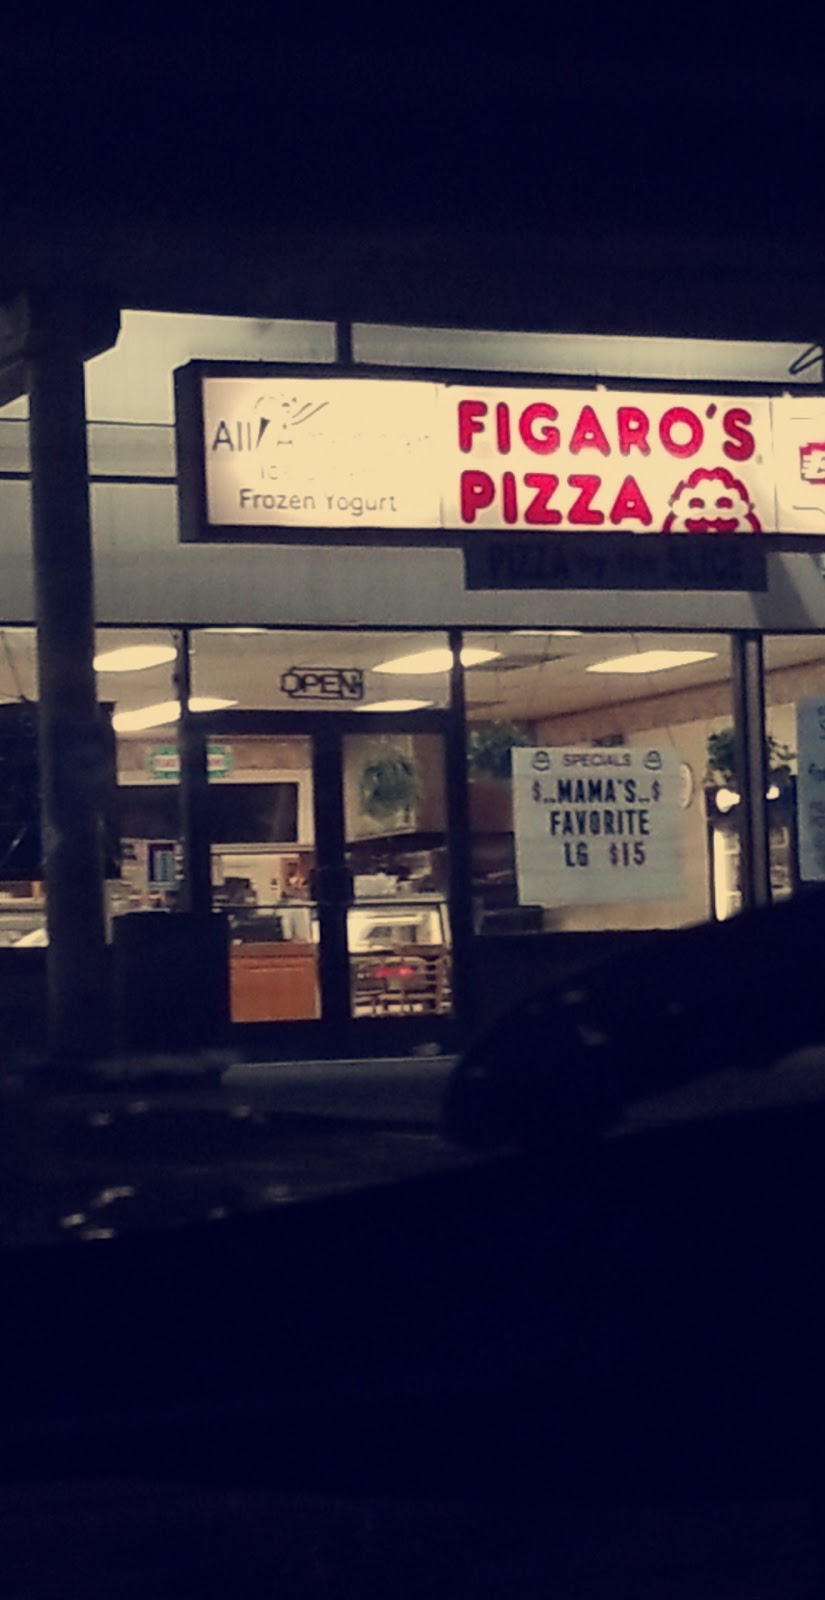 All
Frozen Yogurt
FIGARO'S
PIZZA
PIZZA by the SLICE
OPEN
SPECIALS
$..MAMA'S..$
FAVORITE
LG $15